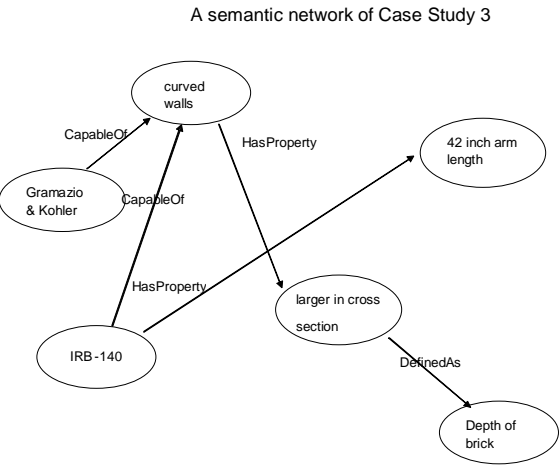 A semantic network of Case Study 3
curved
walls
CapableOf
HasProperty
42 inch arm
length
Gramazio
& Kohler
CapableOf
HasProperty
larger in cross
section
IRB-140
DefinedAs
Depth of
brick